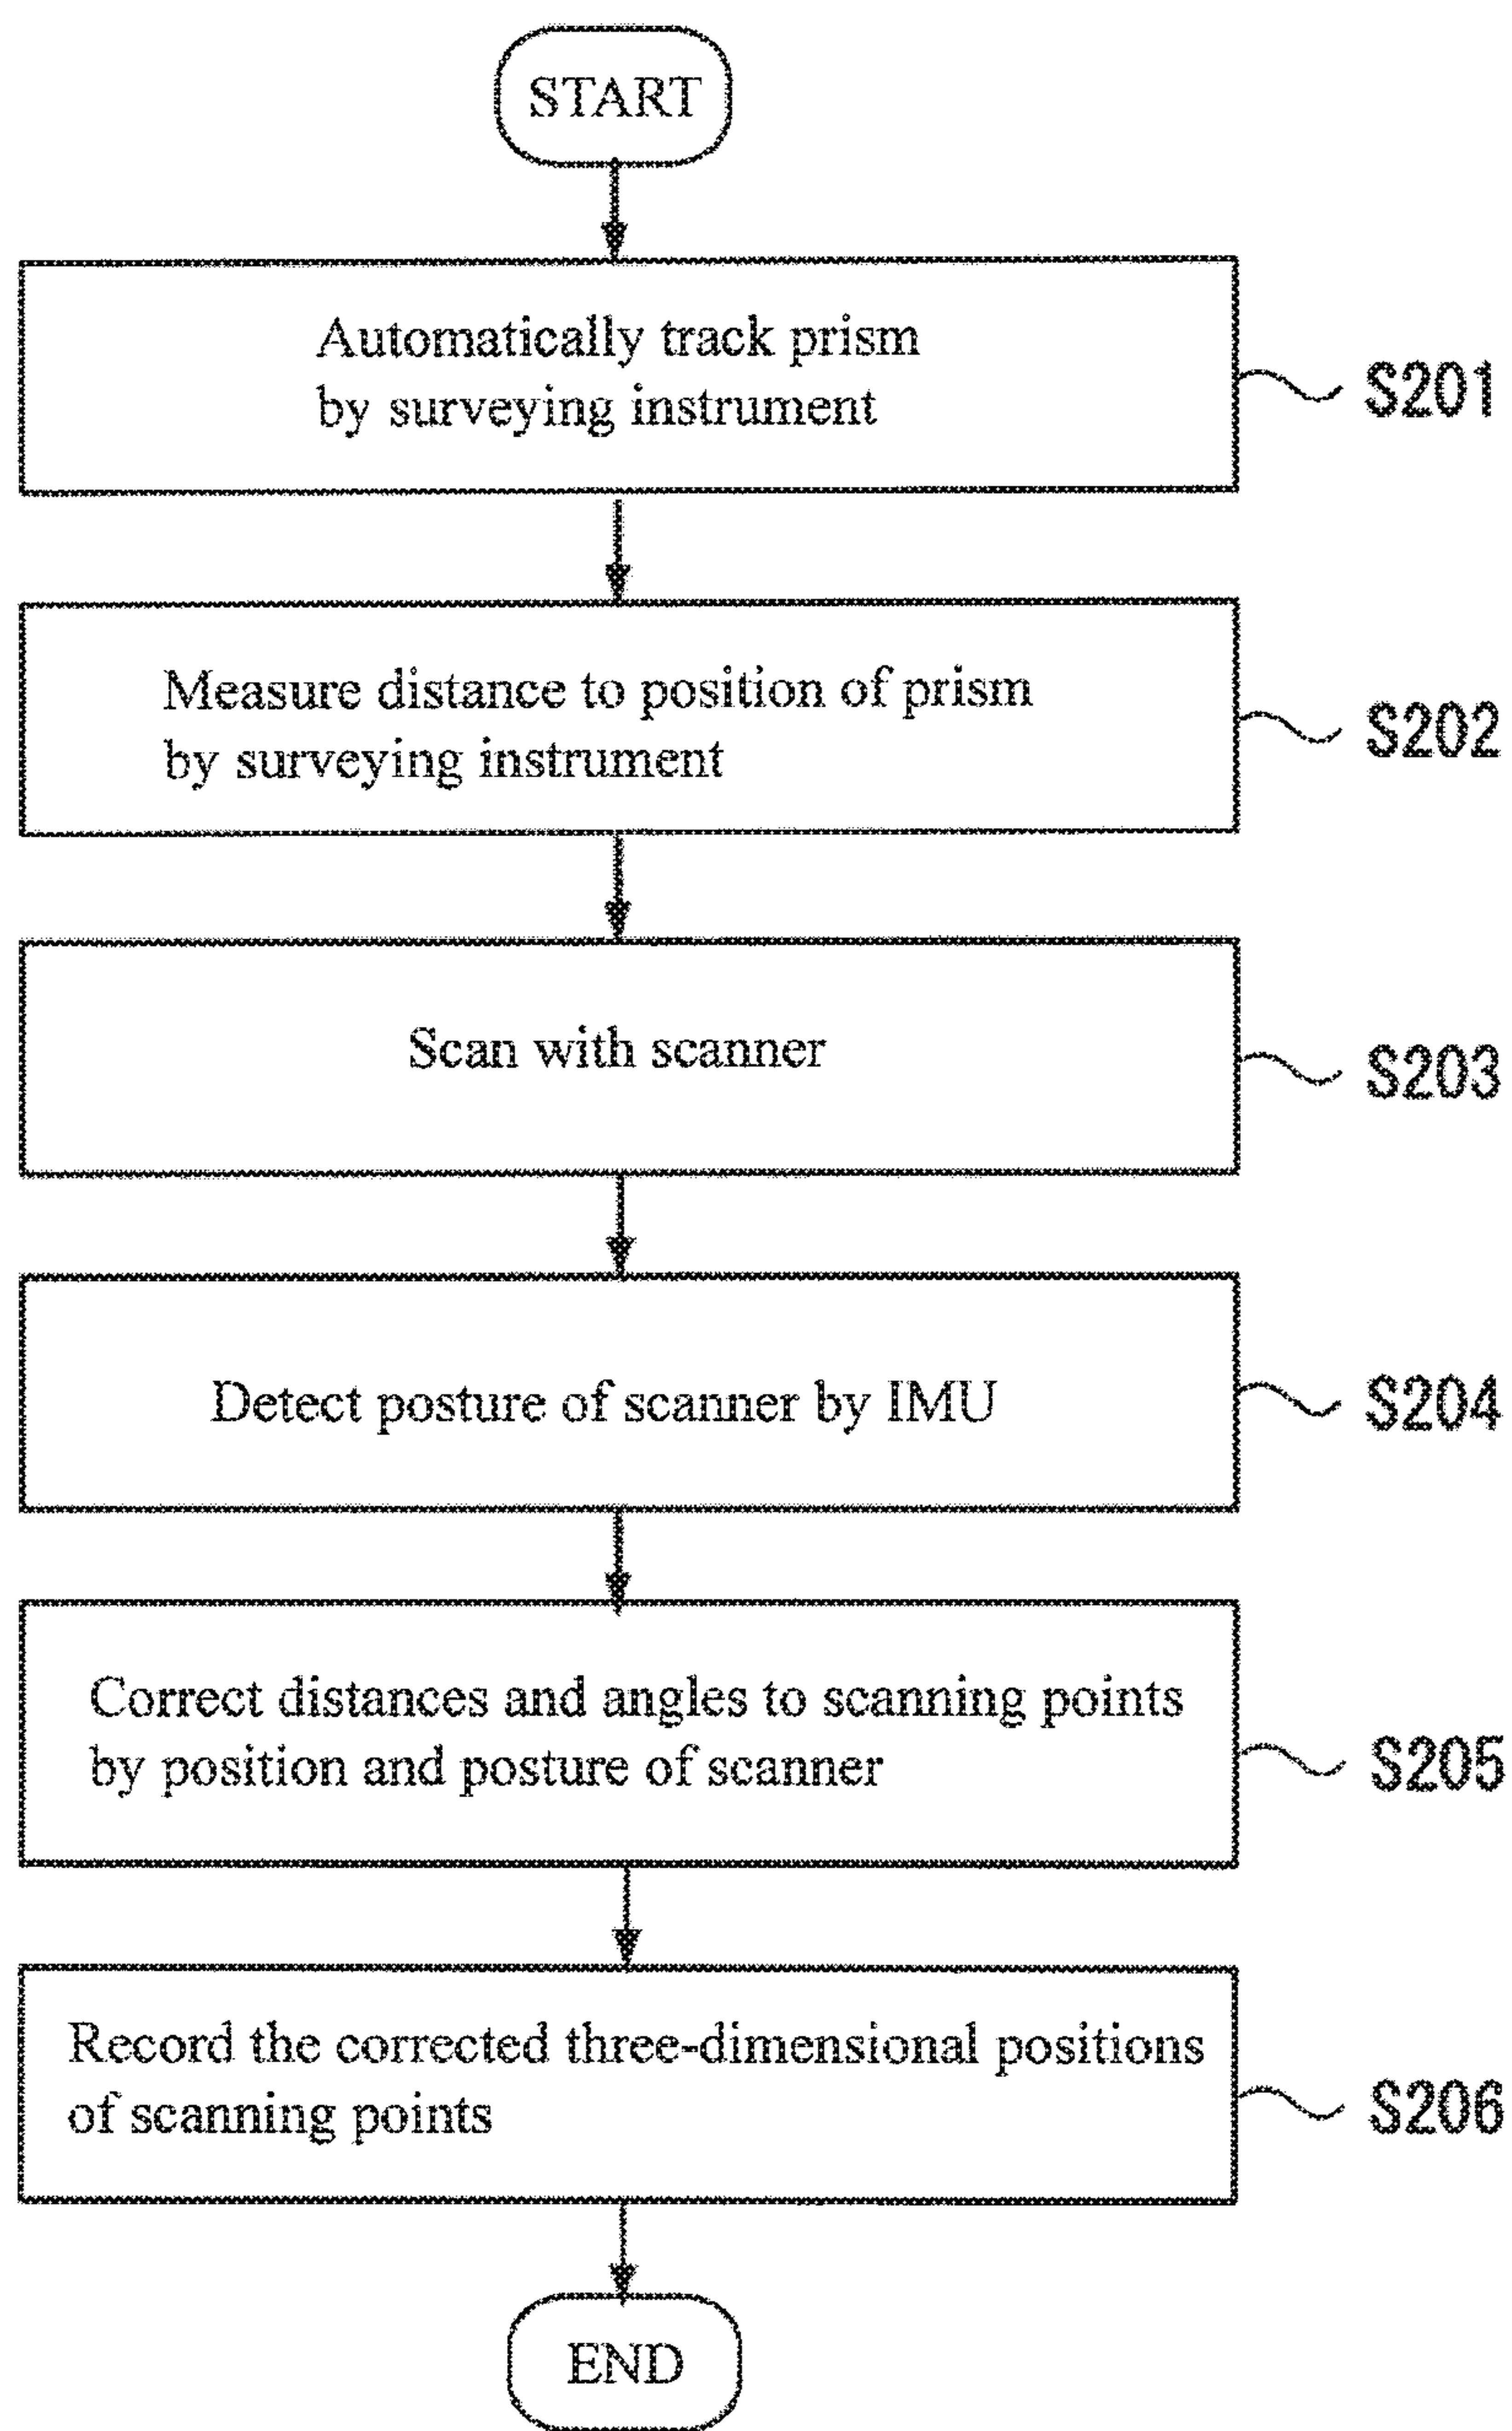 START
Automatically track prism
by surveying instrument
S201
Measure distance to position of prism
by surveying instrument
S202
Scan with scanner
S203
Detect posture of scanner by IMU
S204
Correct distances and angles to scanning points
by position and posture of scanner
S205
Record the corrected three-dimensional positions
of scanning points
S206
END